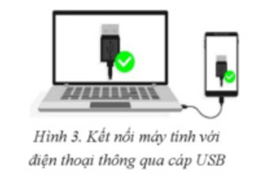 Hình 3. Kết nối máy tính với
điện thoại thông qua cáp USB